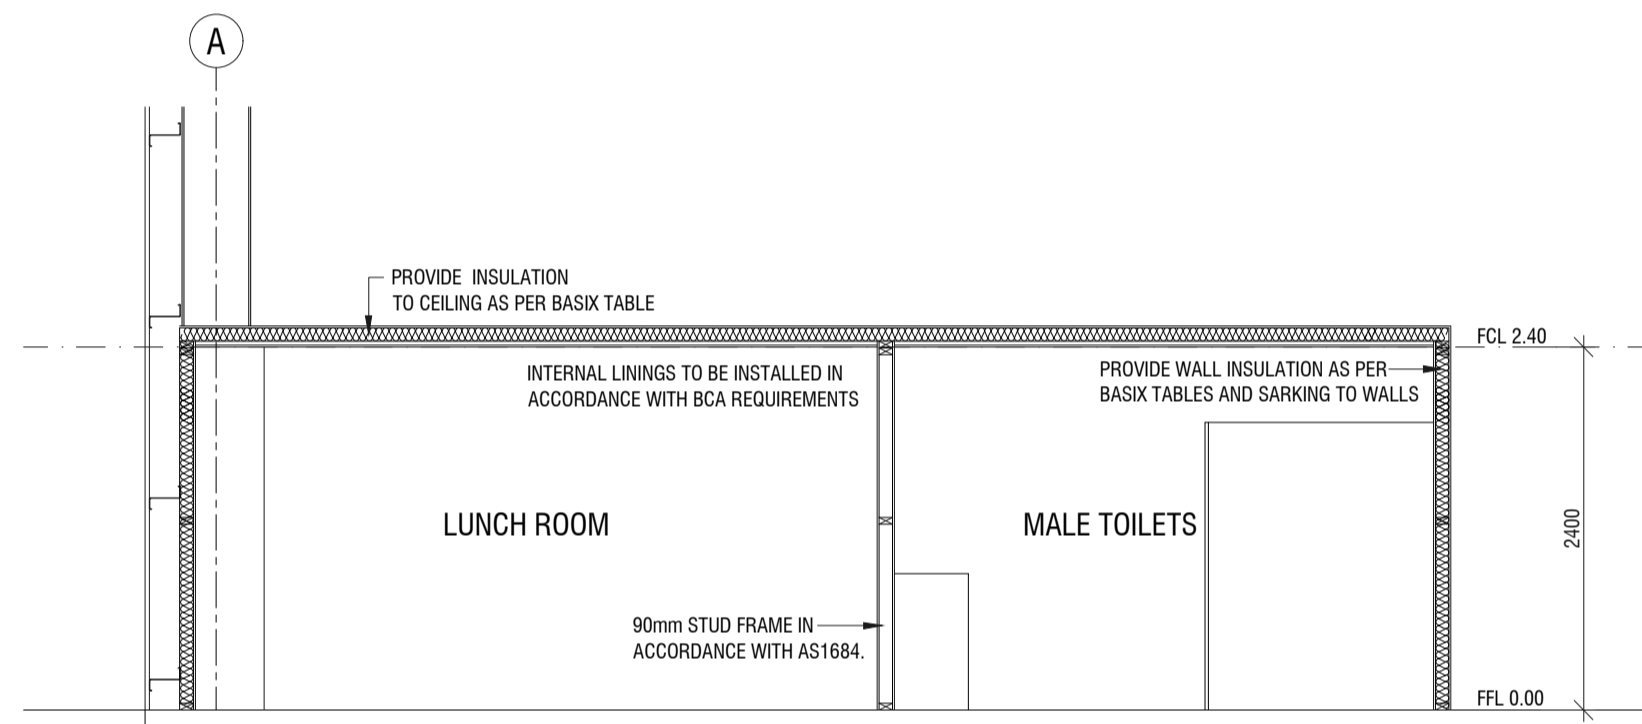 A
PROVIDE INSULATION
TO CEILING AS PER BASIX TABLE
FCL 2.40
INTERNAL LININGS TO BE INSTALLED IN
ACCORDANCE WITH BCA REQUIREMENTS
PROVIDE WALL INSULATION AS PER
BASIX TABLES AND SARKING TO WALLS
LUNCH ROOM
MALE TOILETS
2400
90mm STUD FRAME IN
ACCORDANCE WITH AS1684.
FFL 0.00